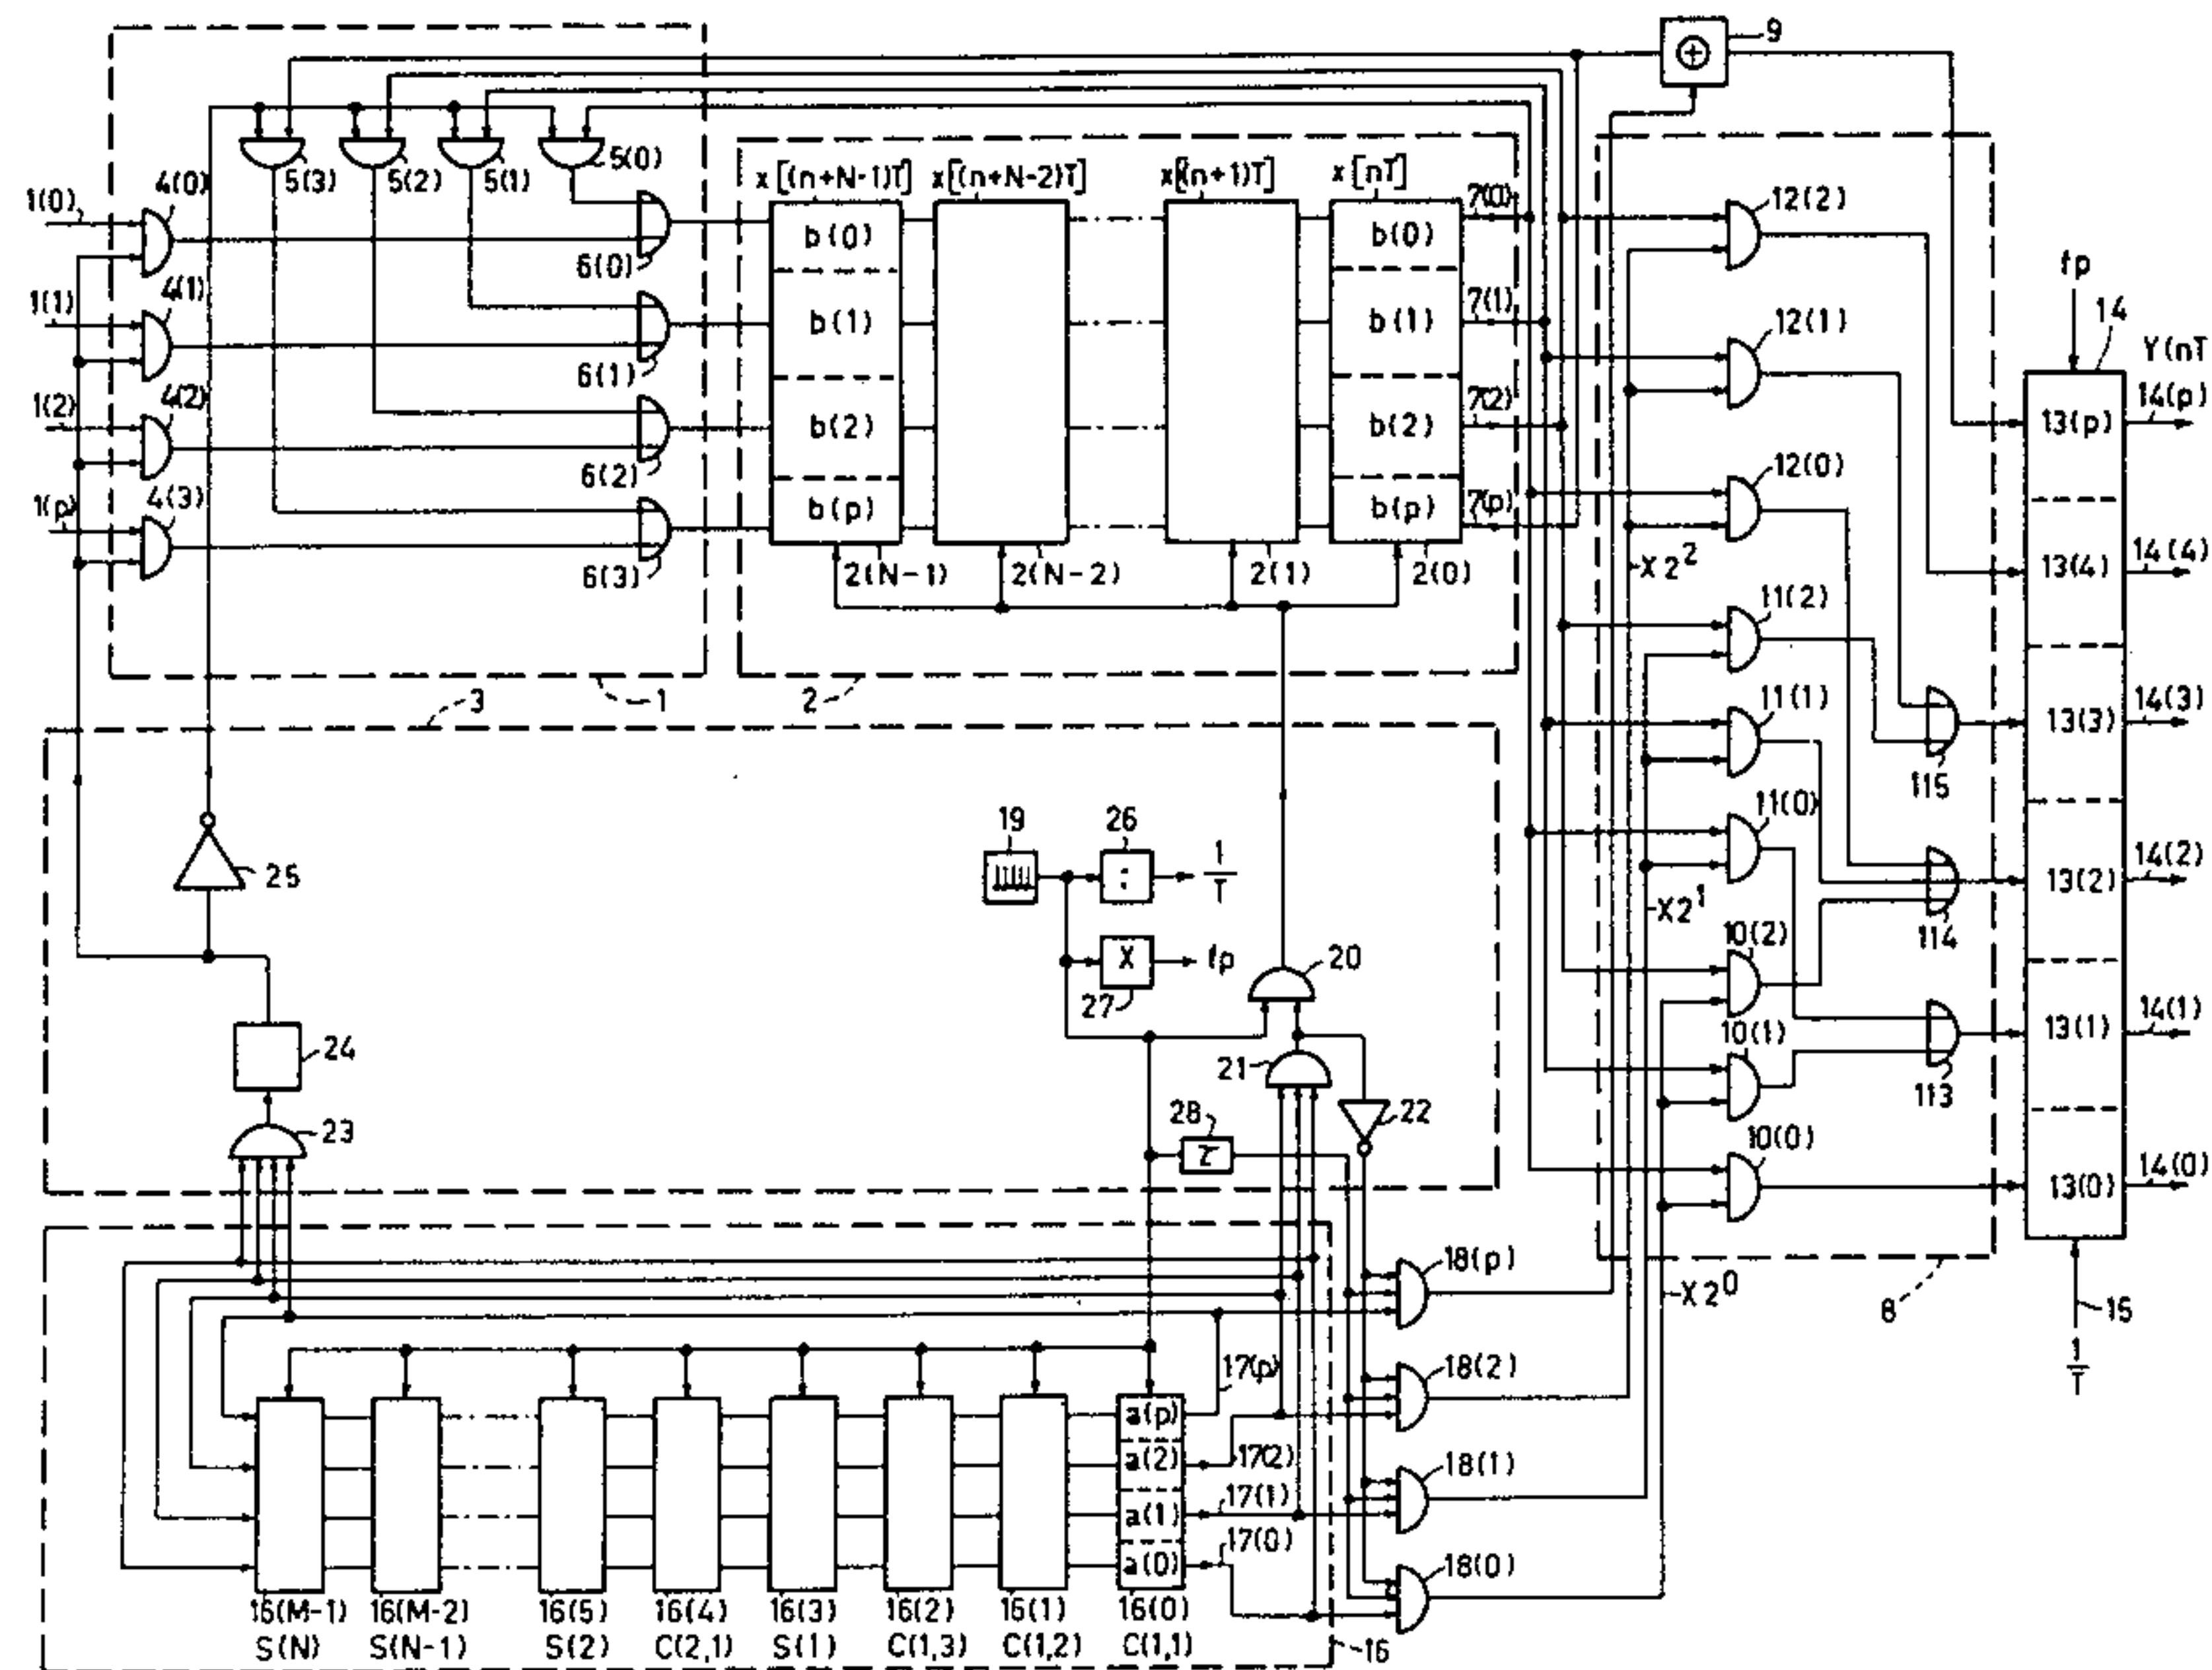 9
5(3) 5(2) 5(1) 5(0)
x[(n+N-1)T] x[(n+N-2)T] x[(n+1)T] x[nT]
1(0) 4(0) 6(0) b(0) b(0) 7(0) 12(2)
1(1) 4(1) 6(1) b(1) b(1) 7(1) 12(1)
1(2) 4(2) 6(2) b(2) b(2) 7(2) 12(0)
1(p) 4(3) 6(3) b(p) b(p) 7(p)
2(N-1) 2(N-2) 2(1) 2(0)
fp
14
Y(nT
13(p) 14(p)
13(4) 14(4)
X2²
11(2)
3 1 2
13(3) 14(3)
11(1)
115
19 26 1/T
:
11(0)
25
13(2) 14(2)
X2¹
114
X fp
27
20
10(2)
24
21
13(1) 14(1)
10(1)
113
23
28
τ
22
10(0)
13(0) 14(0)
18(p)
X2⁰
8
15
1/T
17(p)
18(2)
a(p)
a(2) 17(2)
18(1)
a(1) 17(1)
a(0) 17(0)
18(0)
16(M-1) 16(M-2) 16(5) 16(4) 16(3) 16(2) 16(1) 16(0)
S(N) S(N-1) S(2) C(2,1) S(1) C(1,3) C(1,2) C(1,1)
16